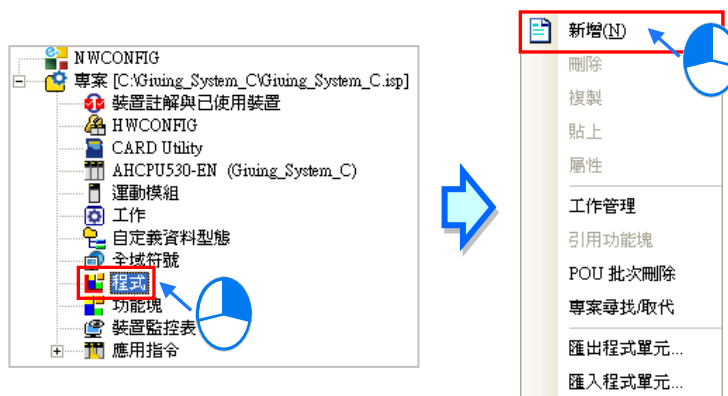 NWCONFIG
專案 [C:\Giuing_System_C\Giuing_System_C.isp]
裝置註解與已使用裝置
HWCONFIG
CARD Utility
AHCPU530-EN (Giuing_System_C)
運動模組
工作
自定義資料型態
全域符號
程式
功能塊
裝置監控表
應用指令
新增(N)
刪除
複製
貼上
屬性
工作管理
引用功能塊
POU 批次刪除
專案尋找/取代
匯出程式單元...
匯入程式單元...